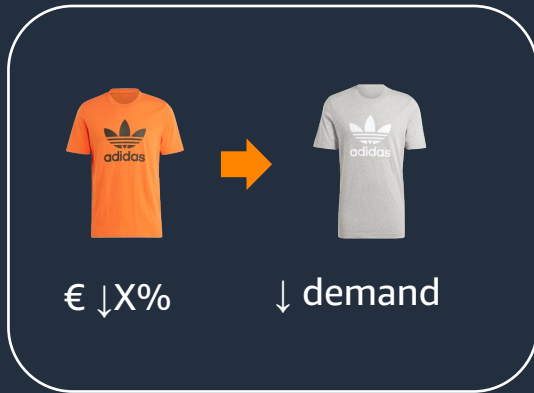 adidas
adidas
€ ↓X%
↓ demand